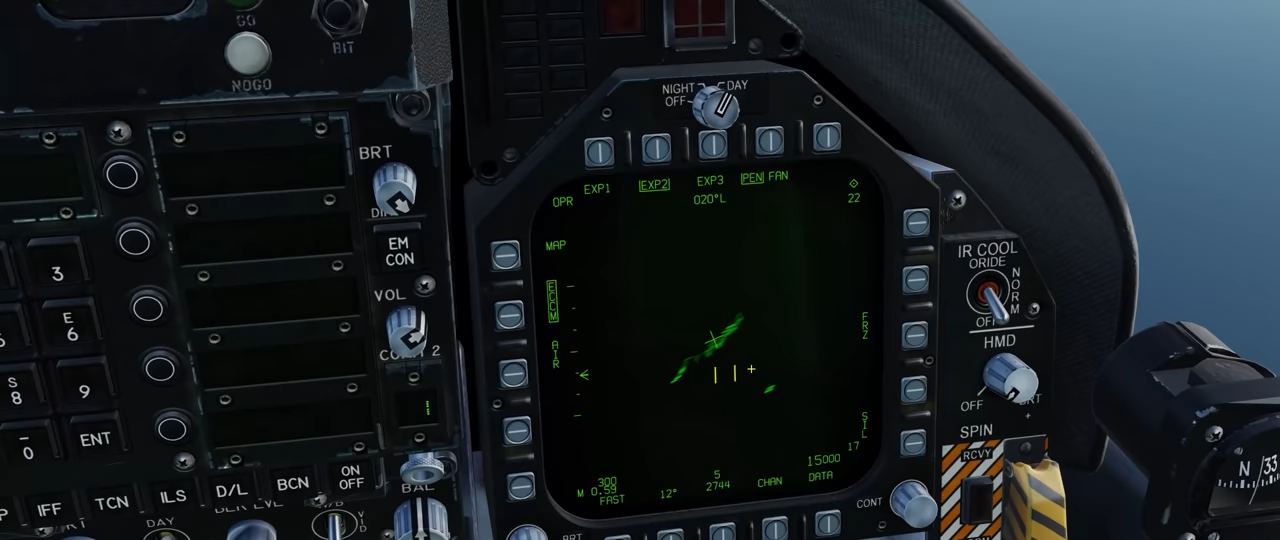 GO
BIT
NOGO
BRT
EM
CON
VOL
3
E
6
S
8
9
0
ENT
ON
OFF
BCN
D/L
ILS
TCN
IFF
BAL
DAY
NIGHT DAY
OFF
EXP1 EXP2 EXP3 PEN FAN
OPR 020°L 22
MAP
ECCM
AIR
FRZ
SIL
17
300 5 15000
M 0.59 12° 2744 CHAN DATA
FAST
CONT
BRT
IR COOL
ORIDE
NORM
OFF
HMD
OFF BRT
SPIN
RCVY
N 33